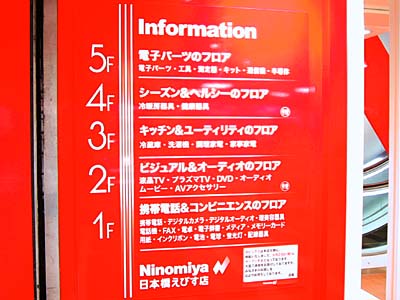 Information
5F
電子パーツのフロア
電子パーツ・工具・測定器・キット・無線機・半導体
4F
シーズン&ヘルシーのフロア
冷暖房器具・健康器具
3F
キッチン&ユーティリティのフロア
冷蔵庫・洗濯機・調理家電・家事家電
2F
ビジュアル&オーディオのフロア
液晶TV・プラズマTV・DVD・オーディオ
ムービー・AVアクセサリー
1F
携帯電話&コンビニエンスのフロア
携帯電話・デジタルカメラ・デジタルオーディオ・理美容器具
電話機・FAX・電卓・電子辞書・メディア・メモリーカード
用紙・インクリボン・電池・電球・蛍光灯・配線器具
Ninomiya
日本橋えびす店